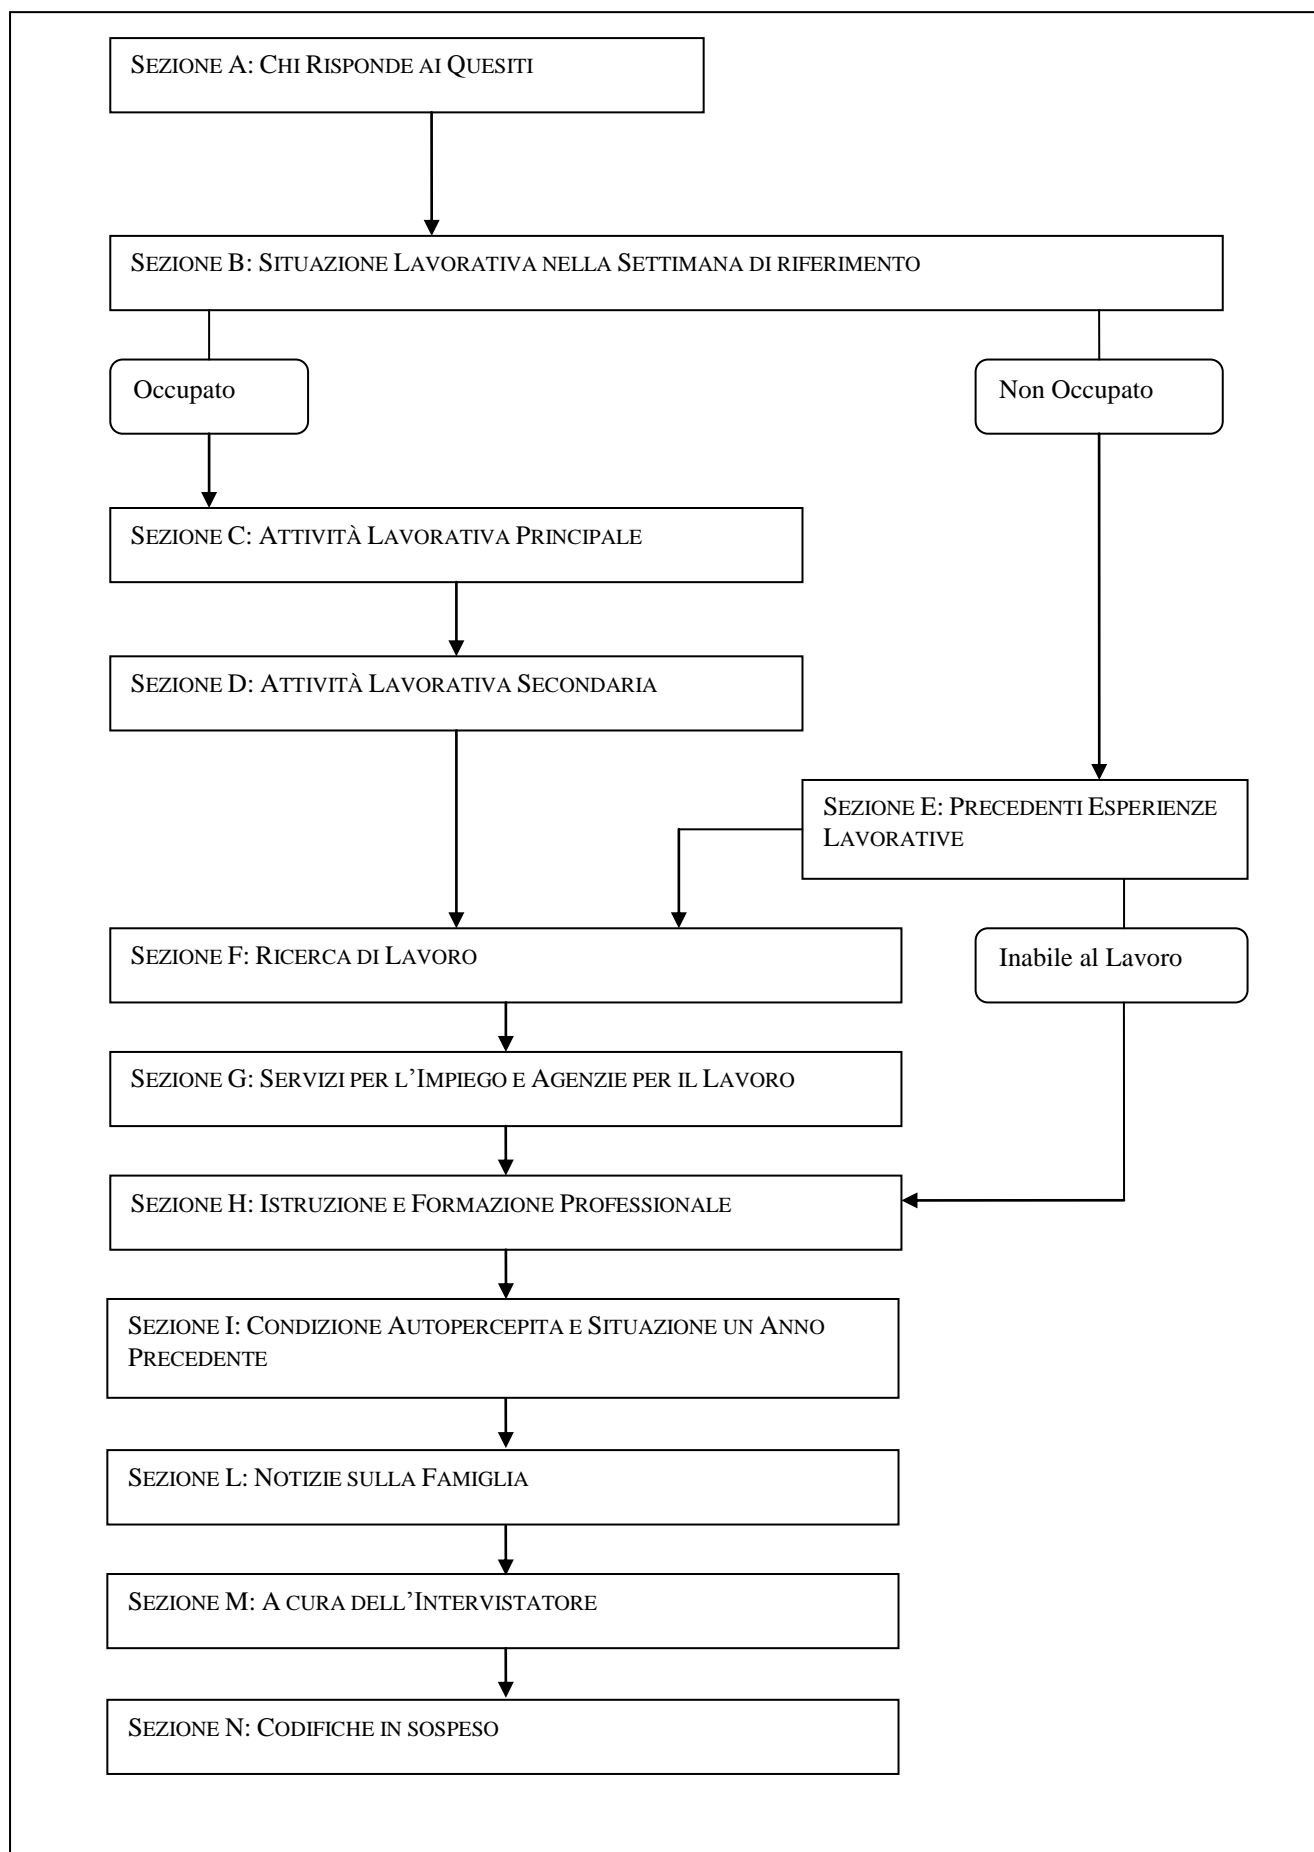 SEZIONE A: CHI RISPONDE AI QUESITI
SEZIONE B: SITUAZIONE LAVORATIVA NELLA SETTIMANA DI RIFERIMENTO
Occupato
Non Occupato
SEZIONE C: ATTIVITÀ LAVORATIVA PRINCIPALE
SEZIONE D: ATTIVITÀ LAVORATIVA SECONDARIA
SEZIONE E: PRECEDENTI ESPERIENZE
LAVORATIVE
SEZIONE F: RICERCA DI LAVORO
Inabile al Lavoro
SEZIONE G: SERVIZI PER L’IMPIEGO E AGENZIE PER IL LAVORO
SEZIONE H: ISTRUZIONE E FORMAZIONE PROFESSIONALE
SEZIONE I: CONDIZIONE AUTOPERCEPITA E SITUAZIONE UN ANNO
PRECEDENTE
SEZIONE L: NOTIZIE SULLA FAMIGLIA
SEZIONE M: A CURA DELL’INTERVISTATORE
SEZIONE N: CODIFICHE IN SOSPESO